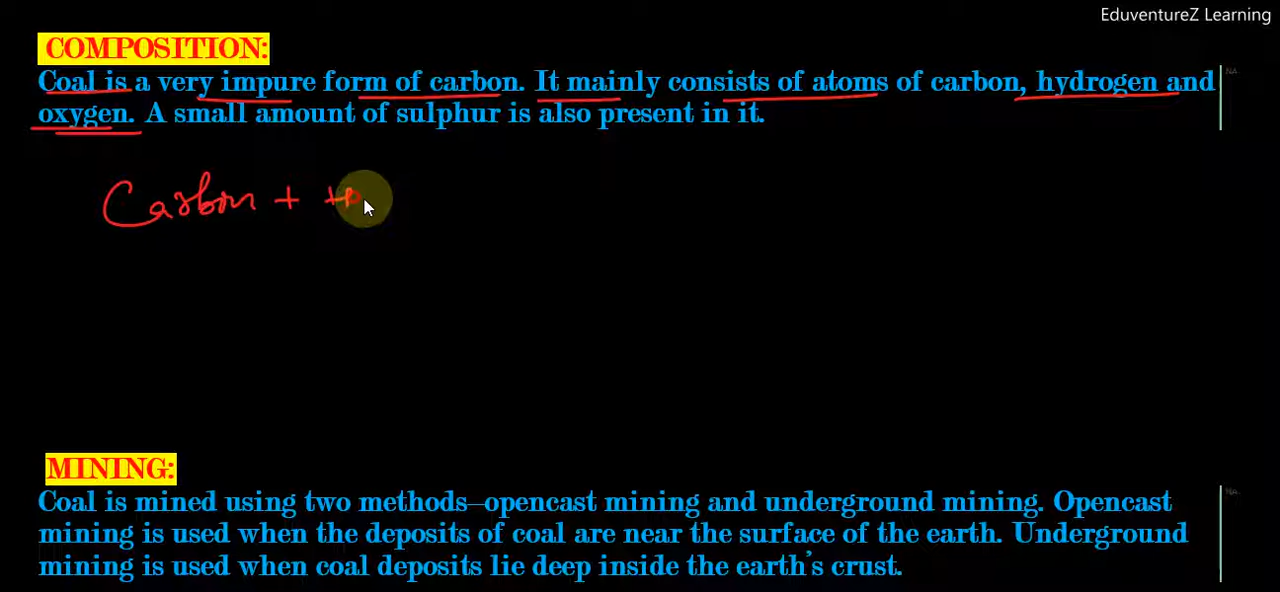 EduventureZ Learning
COMPOSITION:
Coal is a very impure form of carbon. It mainly consists of atoms of carbon, hydrogen and
oxygen. A small amount of sulphur is also present in it.
Carbon +
MINING:
Coal is mined using two methods–opencast mining and underground mining. Opencast
mining is used when the deposits of coal are near the surface of the earth. Underground
mining is used when coal deposits lie deep inside the earth's crust.